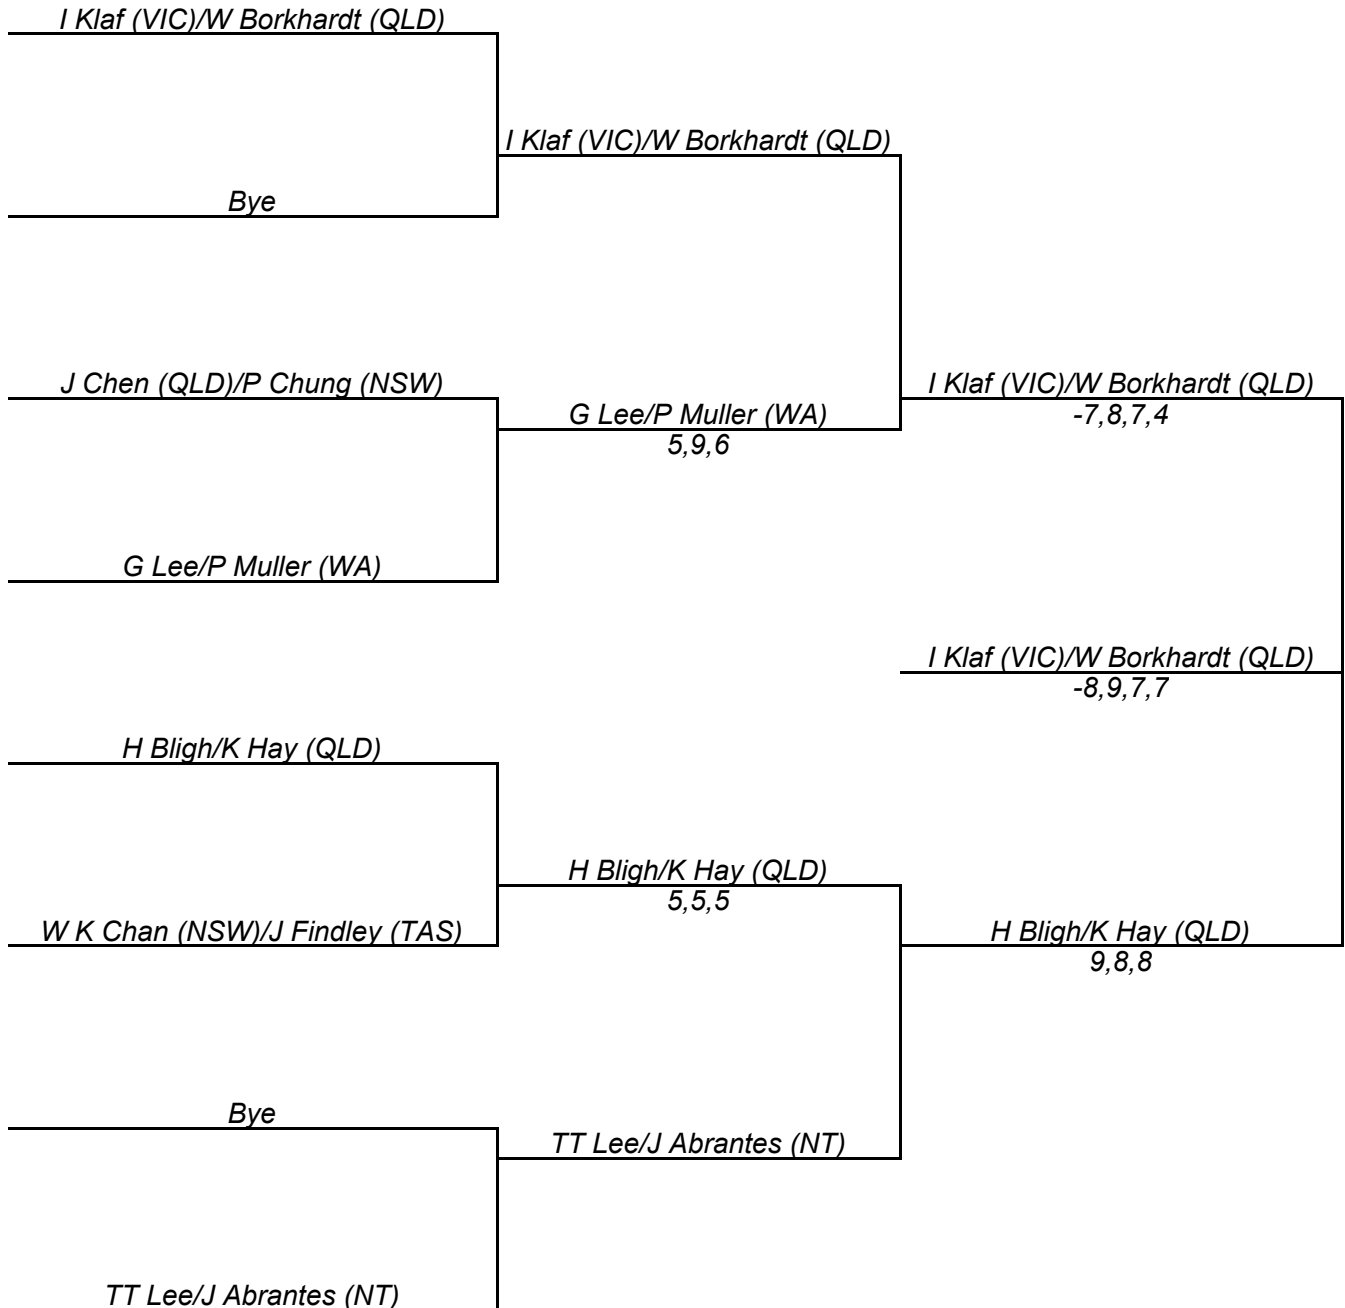 I Klaf (VIC)/W Borkhardt (QLD)
I Klaf (VIC)/W Borkhardt (QLD)
Bye
J Chen (QLD)/P Chung (NSW)
I Klaf (VIC)/W Borkhardt (QLD)
-7,8,7,4
G Lee/P Muller (WA)
5,9,6
G Lee/P Muller (WA)
I Klaf (VIC)/W Borkhardt (QLD)
-8,9,7,7
H Bligh/K Hay (QLD)
H Bligh/K Hay (QLD)
5,5,5
W K Chan (NSW)/J Findley (TAS)
H Bligh/K Hay (QLD)
9,8,8
Bye
TT Lee/J Abrantes (NT)
TT Lee/J Abrantes (NT)